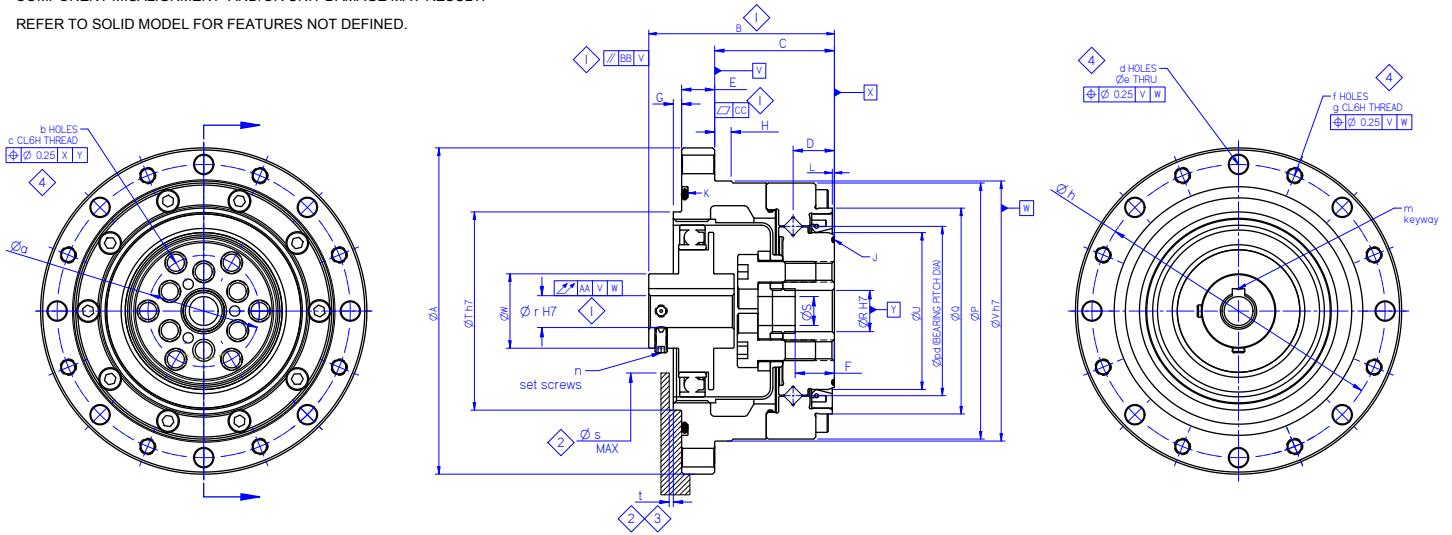 REFER TO SOLID MODEL FOR FEATURES NOT DEFINED.
b HOLES
c CL6H THREAD
⌖ Ø 0.25 X Y
4
Øa
B
1
C
1
// BB V
V
E
G
▱ CC
1
H
X
D
L
K
W
ØA
ØT h7
ØW
AA V W
Ø r H7
1
n
set screws
2
Ø s
MAX
t
2
3
J
ØS
ØR H7
Y
F
ØU
Øpd (BEARING PITCH DIA)
ØQ
ØP
ØV h7
4
d HOLES
Øe THRU
⌖ Ø 0.25 V W
4
f HOLES
g CL6H THREAD
⌖ Ø 0.25 V W
Øh
m
keyway